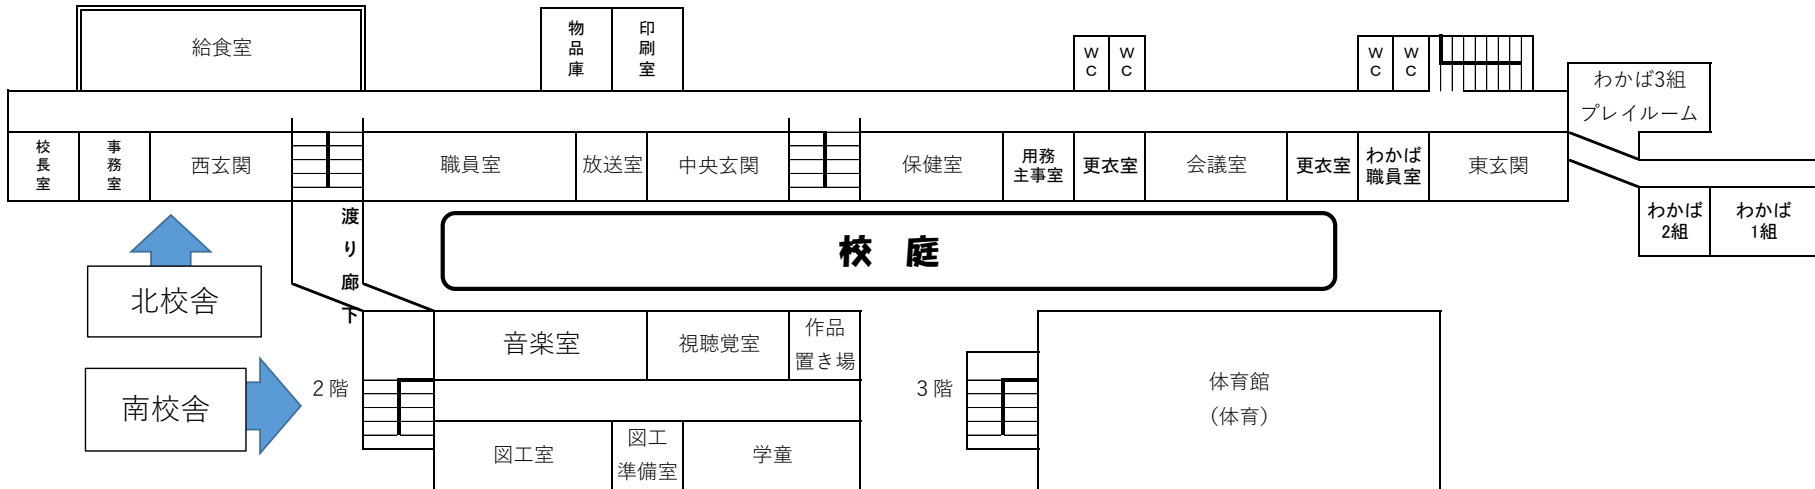 給食室
物品庫
印刷室
WC
WC
WC
WC
わかば3組
プレイルーム
校長室
事務室
西玄関
職員室
放送室
中央玄関
保健室
用務
主事室
更衣室
会議室
更衣室
わかば
職員室
東玄関
わかば
2組
わかば
1組
渡り廊下
校 庭
北校舎
南校舎
２階
音楽室
視聴覚室
作品
置き場
図工室
図工
準備室
学童
３階
体育館
（体育）